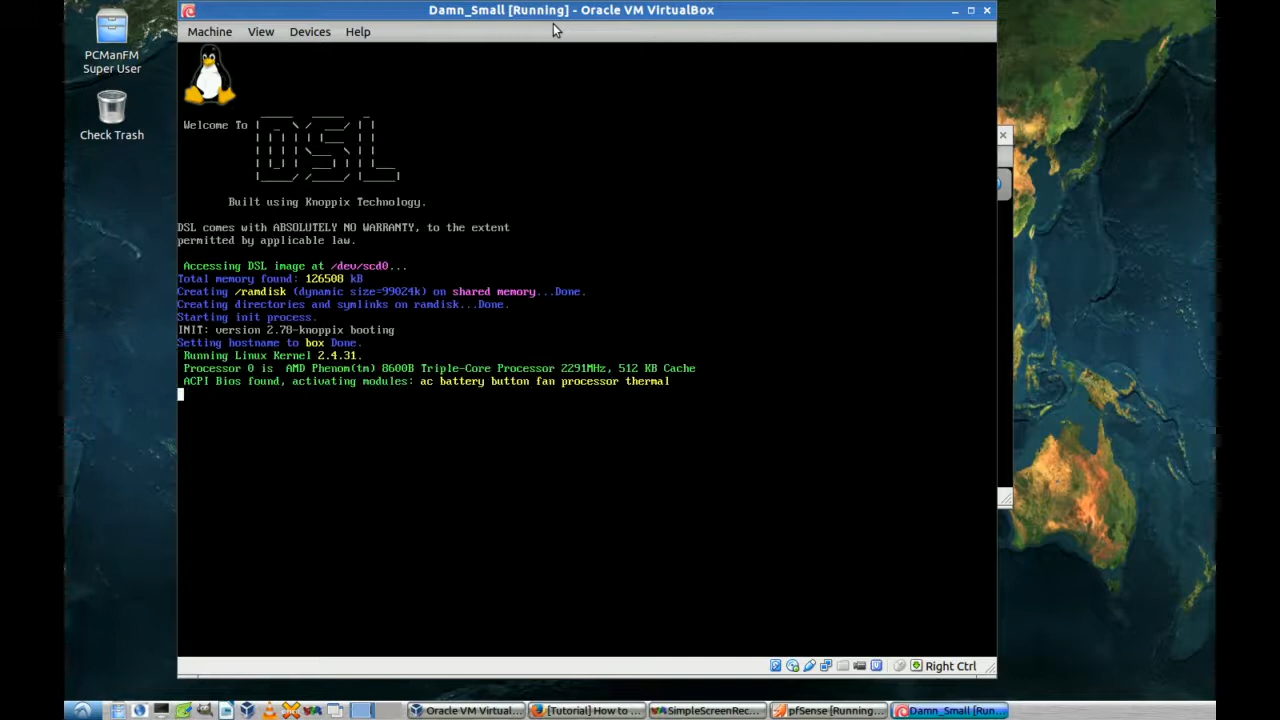 Damn_Small [Running] - Oracle VM VirtualBox
Machine View Devices Help
PCManFM
Super User
Check Trash
Welcome To DSL
Built using Knoppix Technology.
DSL comes with ABSOLUTELY NO WARRANTY, to the extent
permitted by applicable law.
Accessing DSL image at /dev/scd0...
Total memory found: 126508 kB
Creating /ramdisk (dynamic size=99024k) on shared memory...Done.
Creating directories and symlinks on ramdisk...Done.
Starting init process.
INIT: version 2.78-knoppix booting
Setting hostname to box Done.
Running Linux Kernel 2.4.31.
Processor 0 is AMD Phenom(tm) 8600B Triple-Core Processor 2291MHz, 512 KB Cache
ACPI Bios found, activating modules: ac battery button fan processor thermal
Right Ctrl
Oracle VM Virtual... [Tutorial] How to ... SimpleScreenRec... pfSense [Running... Damn_Small [Run...